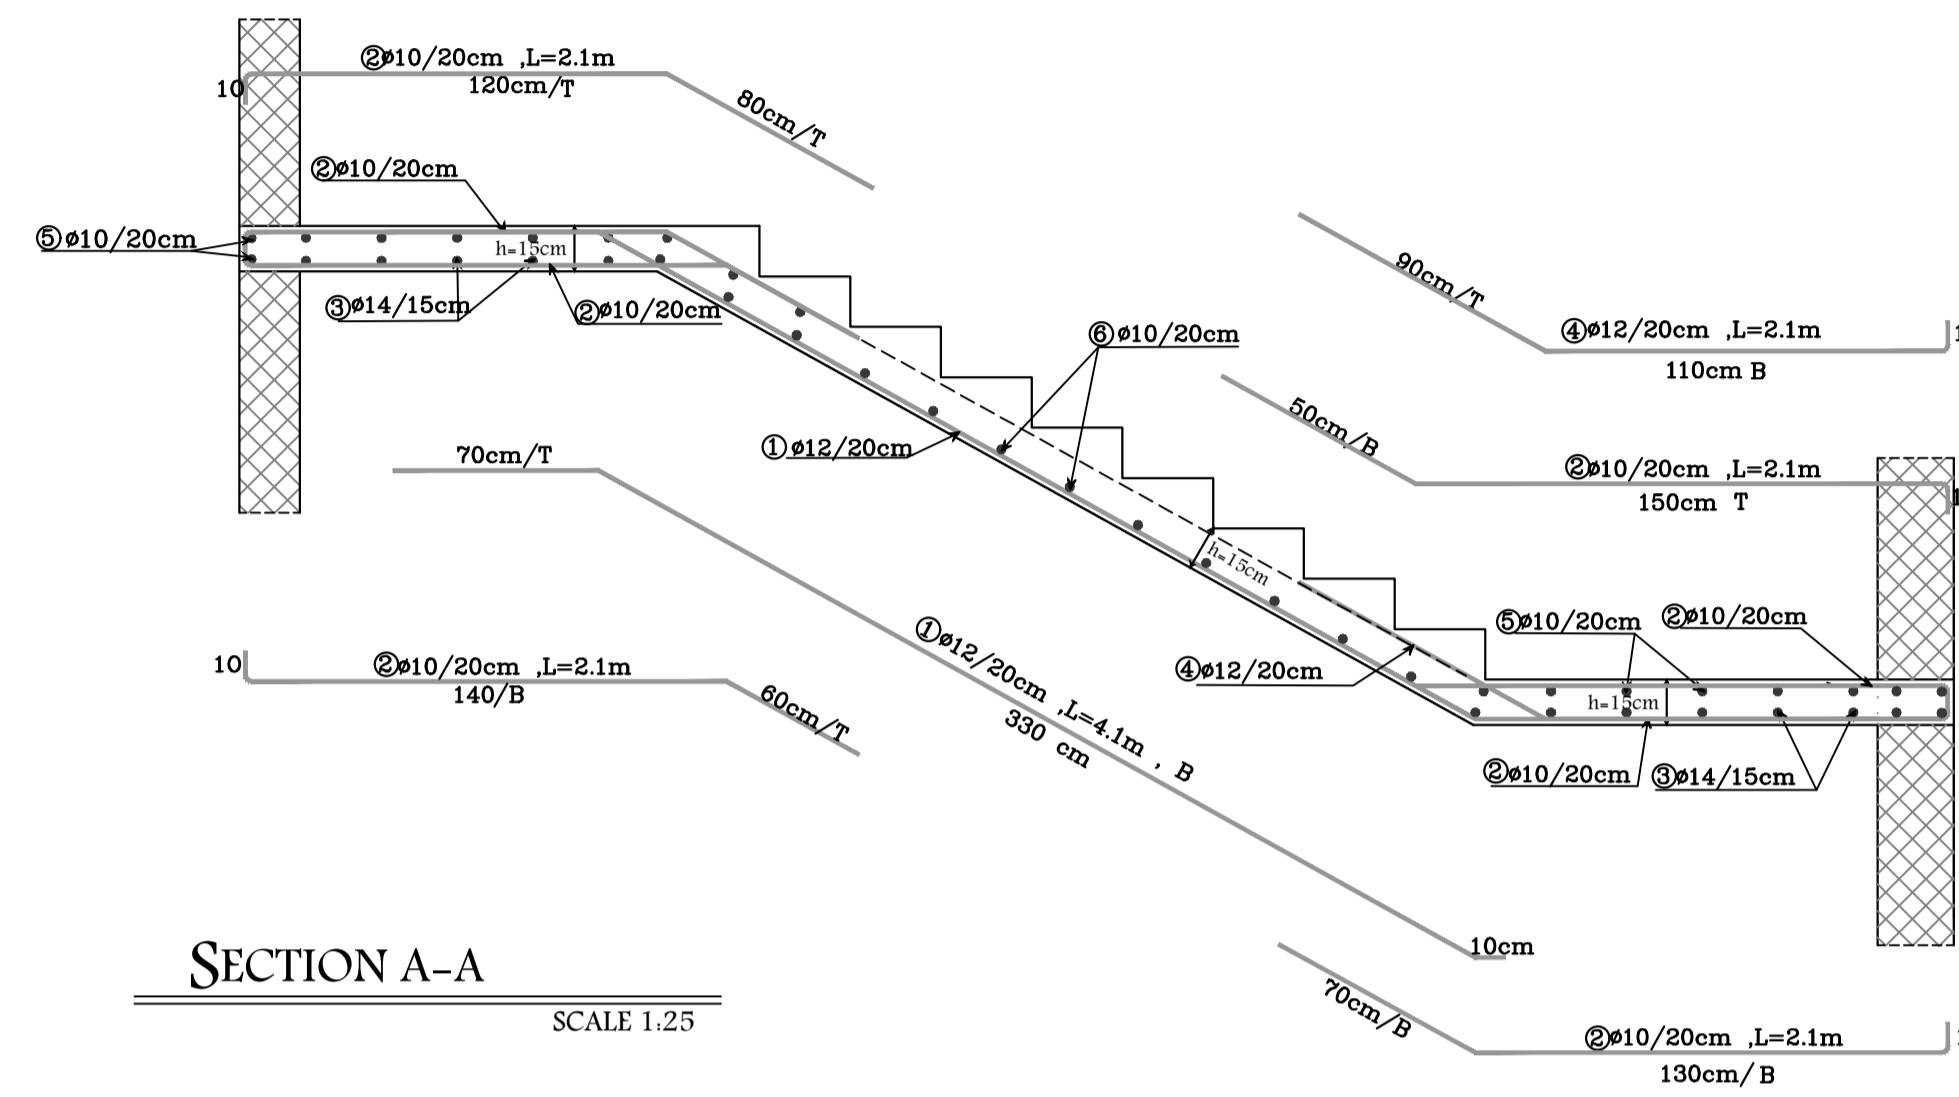 ②ø10/20cm ,L=2.1m
10
120cm/T
80cm/T
②ø10/20cm
⑤ø10/20cm
h=15cm
③ø14/15cm
②ø10/20cm
90cm/T
④ø12/20cm ,L=2.1m
110cm B
⑥ø10/20cm
①ø12/20cm
50cm/B
②ø10/20cm ,L=2.1m
150cm T
70cm/T
h=15cm
①ø12/20cm ,L=4.1m , B
330 cm
10
②ø10/20cm ,L=2.1m
140/B
60cm/T
④ø12/20cm
⑤ø10/20cm
②ø10/20cm
h=15cm
②ø10/20cm
③ø14/15cm
10cm
70cm/B
②ø10/20cm ,L=2.1m
130cm/B
SECTION A-A
SCALE 1:25